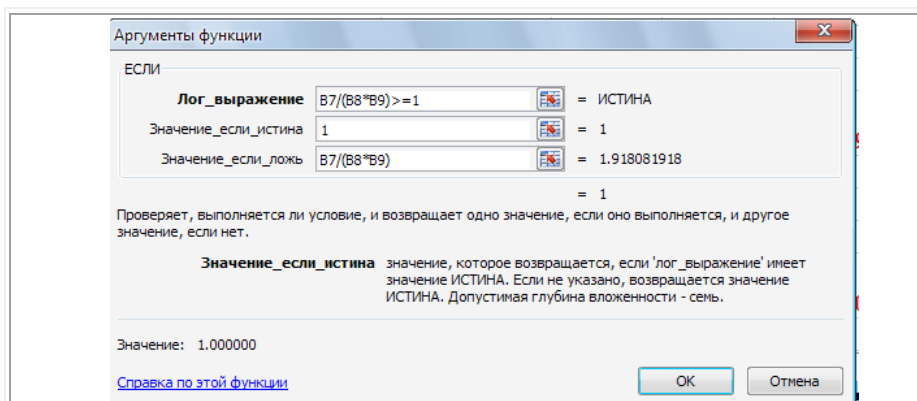 Аргументы функции
ЕСЛИ
Лог_выражение B7/(B8*B9)>=1 = ИСТИНА
Значение_если_истина 1 = 1
Значение_если_ложь B7/(B8*B9) = 1.918081918
= 1
Проверяет, выполняется ли условие, и возвращает одно значение, если оно выполняется, и другое
значение, если нет.
Значение_если_истина значение, которое возвращается, если 'лог_выражение' имеет
значение ИСТИНА. Если не указано, возвращается значение
ИСТИНА. Допустимая глубина вложенности - семь.
Значение: 1.000000
Справка по этой функции
ОК Отмена